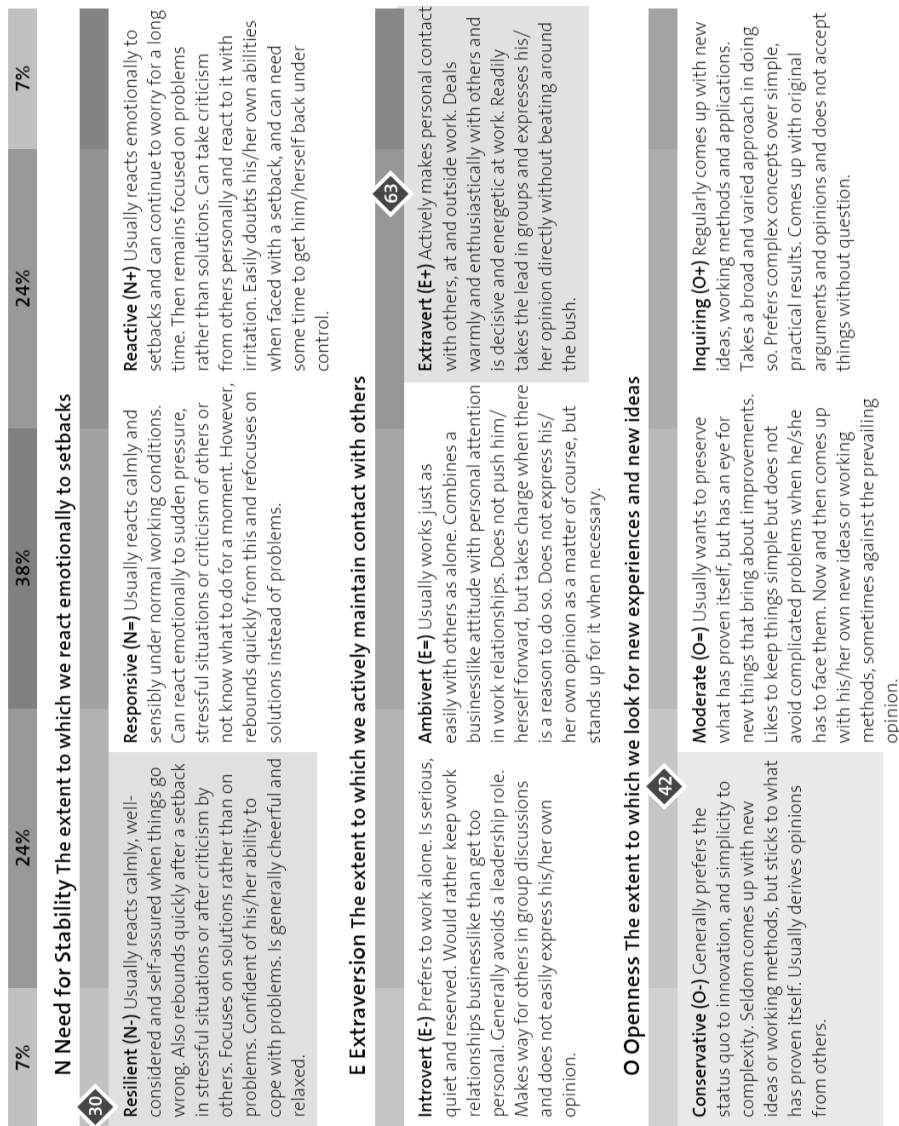 7%
24%
38%
24%
7%
N Need for Stability The extent to which we react emotionally to setbacks
30
Resilient (N-) Usually reacts calmly, well-
considered and self-assured when things go
wrong. Also rebounds quickly after a setback
in stressful situations or after criticism by
others. Focuses on solutions rather than on
problems. Confident of his/her ability to
cope with problems. Is generally cheerful and
relaxed.
Responsive (N=) Usually reacts calmly and
sensibly under normal working conditions.
Can react emotionally to sudden pressure,
stressful situations or criticism of others or
not know what to do for a moment. However,
rebounds quickly from this and refocuses on
solutions instead of problems.
Reactive (N+) Usually reacts emotionally to
setbacks and can continue to worry for a long
time. Then remains focused on problems
rather than solutions. Can take criticism
from others personally and react to it with
irritation. Easily doubts his/her own abilities
when faced with a setback, and can need
some time to get him/herself back under
control.
E Extraversion The extent to which we actively maintain contact with others
63
Introvert (E-) Prefers to work alone. Is serious,
quiet and reserved. Would rather keep work
relationships businesslike than get too
personal. Generally avoids a leadership role.
Makes way for others in group discussions
and does not easily express his/her own
opinion.
Ambivert (E=) Usually works just as
easily with others as alone. Combines a
businesslike attitude with personal attention
in work relationships. Does not push him/
herself forward, but takes charge when there
is a reason to do so. Does not express his/
her own opinion as a matter of course, but
stands up for it when necessary.
Extravert (E+) Actively makes personal contact
with others, at and outside work. Deals
warmly and enthusiastically with others and
is decisive and energetic at work. Readily
takes the lead in groups and expresses his/
her opinion directly without beating around
the bush.
O Openness The extent to which we look for new experiences and new ideas
42
Conservative (O-) Generally prefers the
status quo to innovation, and simplicity to
complexity. Seldom comes up with new
ideas or working methods, but sticks to what
has proven itself. Usually derives opinions
from others.
Moderate (O=) Usually wants to preserve
what has proven itself, but has an eye for
new things that bring about improvements.
Likes to keep things simple but does not
avoid complicated problems when he/she
has to face them. Now and then comes up
with his/her own new ideas or working
methods, sometimes against the prevailing
opinion.
Inquiring (O+) Regularly comes up with new
ideas, working methods and applications.
Takes a broad and varied approach in doing
so. Prefers complex concepts over simple,
practical results. Comes up with original
arguments and opinions and does not accept
things without question.